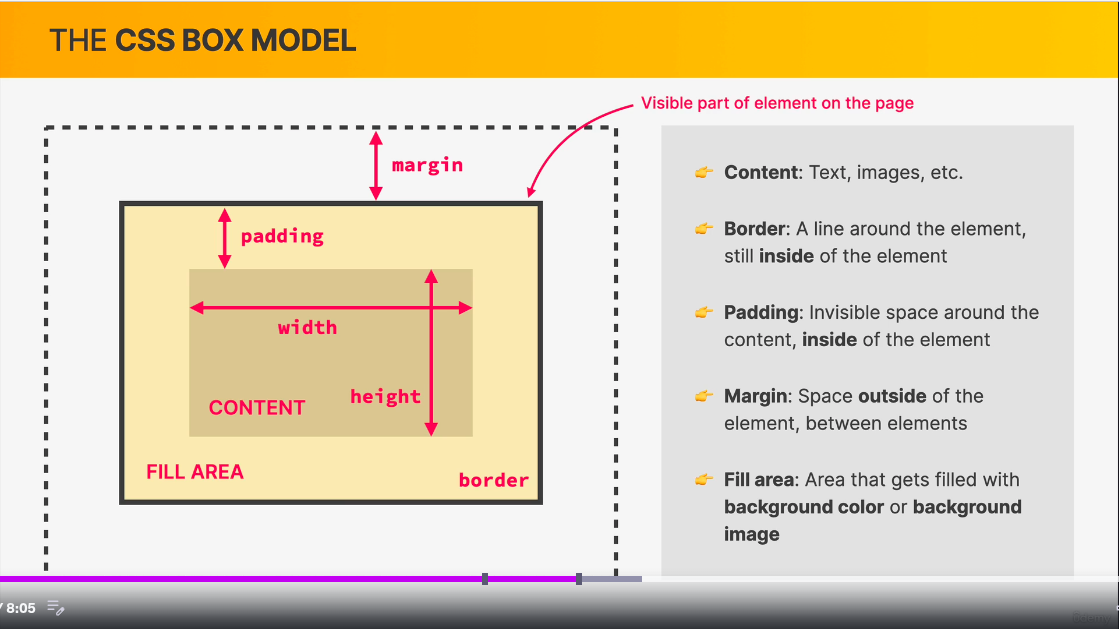 THE CSS BOX MODEL
Visible part of element on the page
margin
padding
width
height
CONTENT
FILL AREA
border
Content: Text, images, etc.
Border: A line around the element,
still inside of the element
Padding: Invisible space around the
content, inside of the element
Margin: Space outside of the
element, between elements
Fill area: Area that gets filled with
background color or background
image
/ 8:05